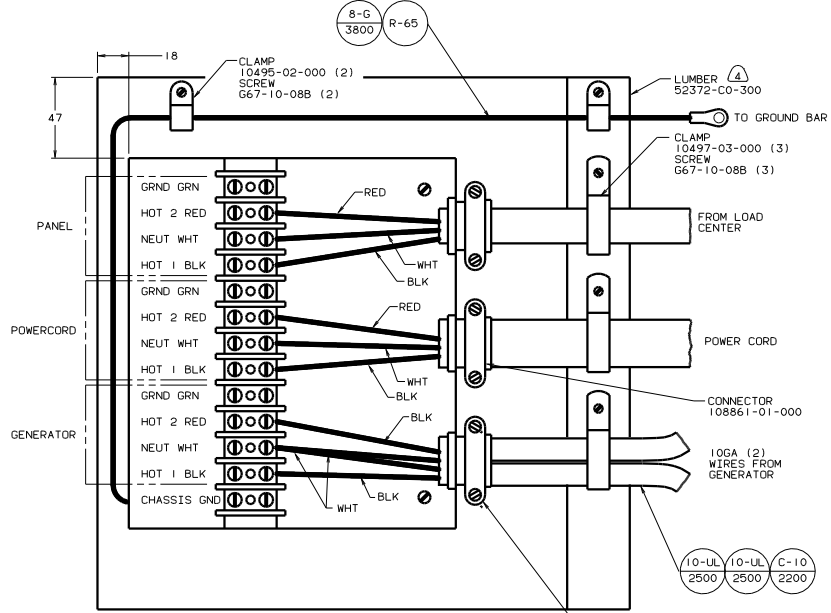 8-G
3800
R-65
18
CLAMP
10495-02-000 (2)
SCREW
G67-10-08B (2)
LUMBER 4
52372-C0-300
47
TO GROUND BAR
CLAMP
10497-03-000 (3)
SCREW
G67-10-08B (3)
PANEL
GRND GRN
HOT 2 RED
NEUT WHT
HOT 1 BLK
RED
WHT
BLK
FROM LOAD
CENTER
POWERCORD
GRND GRN
HOT 2 RED
NEUT WHT
HOT 1 BLK
RED
WHT
BLK
POWER CORD
CONNECTOR
108861-01-000
GENERATOR
GRND GRN
HOT 2 RED
NEUT WHT
HOT 1 BLK
CHASSIS GND
BLK
BLK
WHT
10GA (2)
WIRES FROM
GENERATOR
10-UL
2500
10-UL
2500
C-10
2200